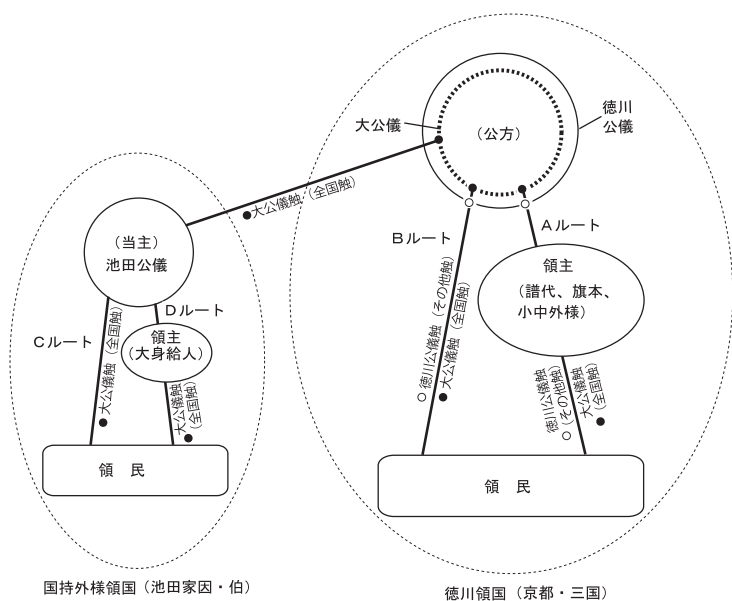 大公儀
(公方)
徳川
公儀
●大公儀触(全国触)
Bルート
Aルート
領主
(譜代、旗本、
小中外様)
○徳川公儀触(その他触)
●大公儀触(全国触)
徳川公儀触
○(その他触)
大公儀触
●(全国触)
領 民
徳川領国(京都・三国)
(当主)
池田公儀
Cルート
Dルート
領主
(大身給人)
●大公儀触(全国触)
大公儀触
●(全国触)
領 民
国持外様領国(池田家因・伯)